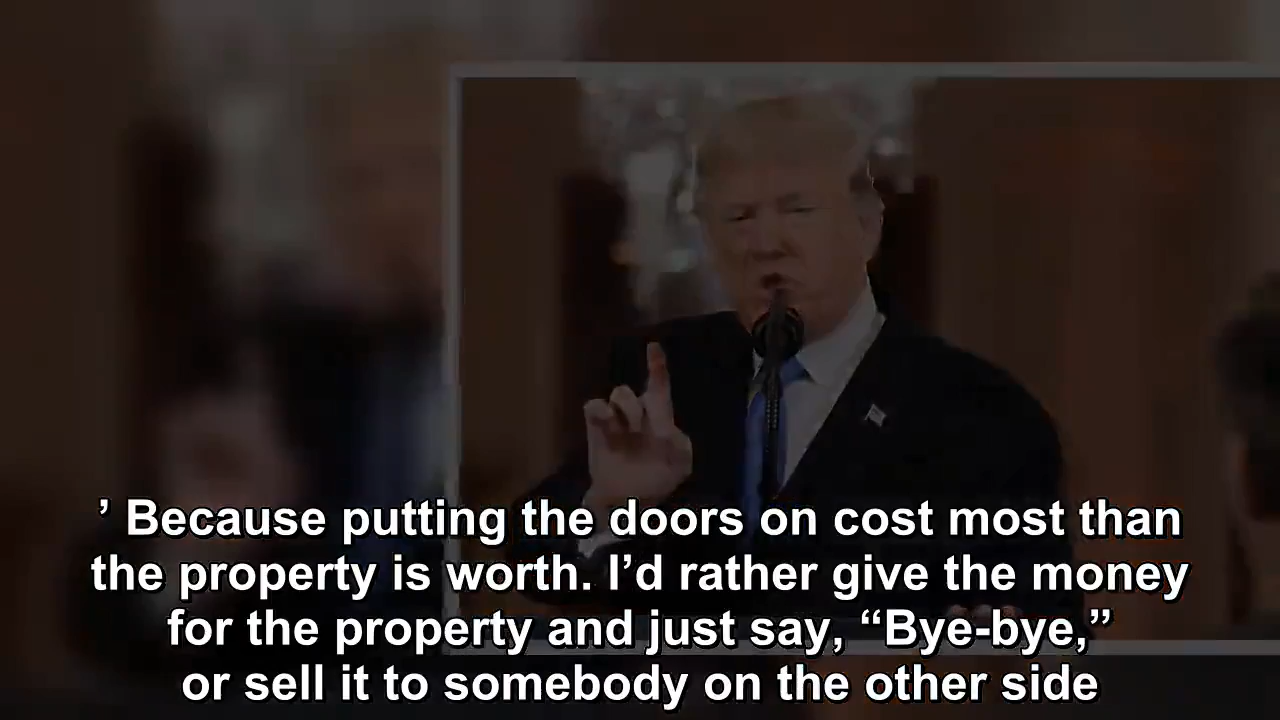 ’ Because putting the doors on cost most than
the property is worth. I’d rather give the money
for the property and just say, “Bye-bye,”
or sell it to somebody on the other side